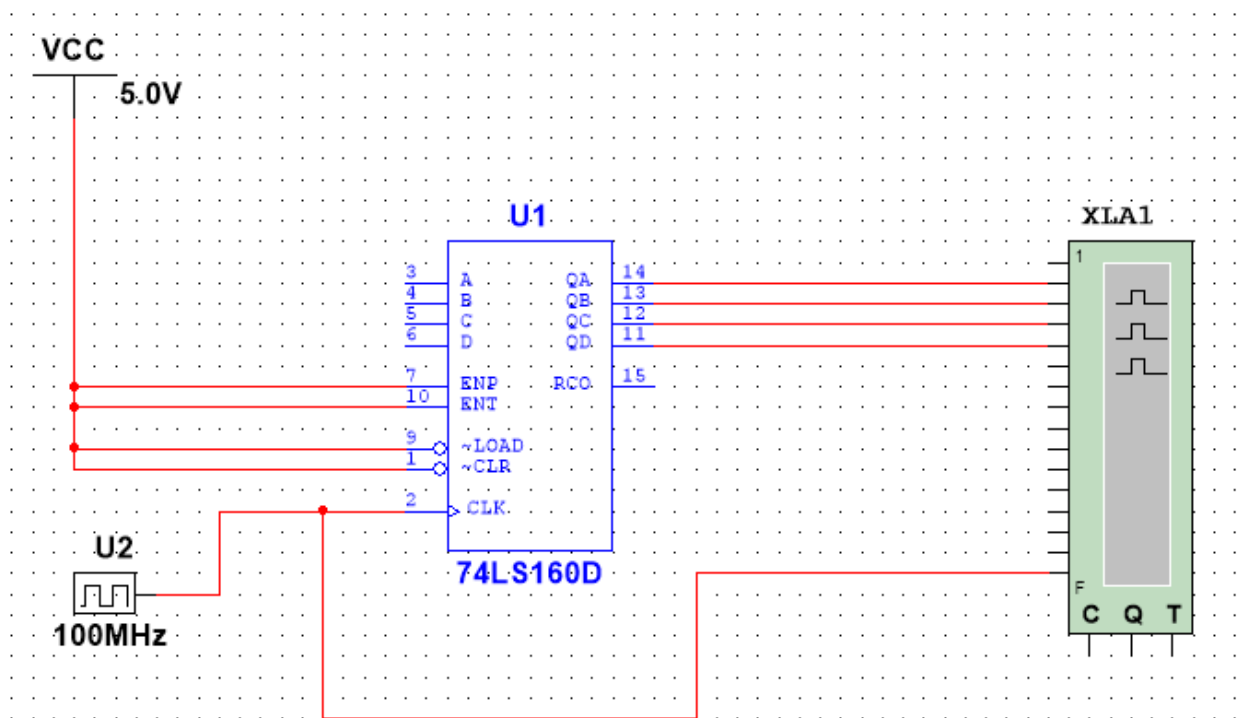 VCC
5.0V
U1
XLA1
3 A QA 14
4 B QB 13
5 C QC 12
6 D QD 11
7 ENP RCO 15
10 ENT
9 ~LOAD
1 ~CLR
2 CLK
74LS160D
U2
100MHz
1
F
C Q T